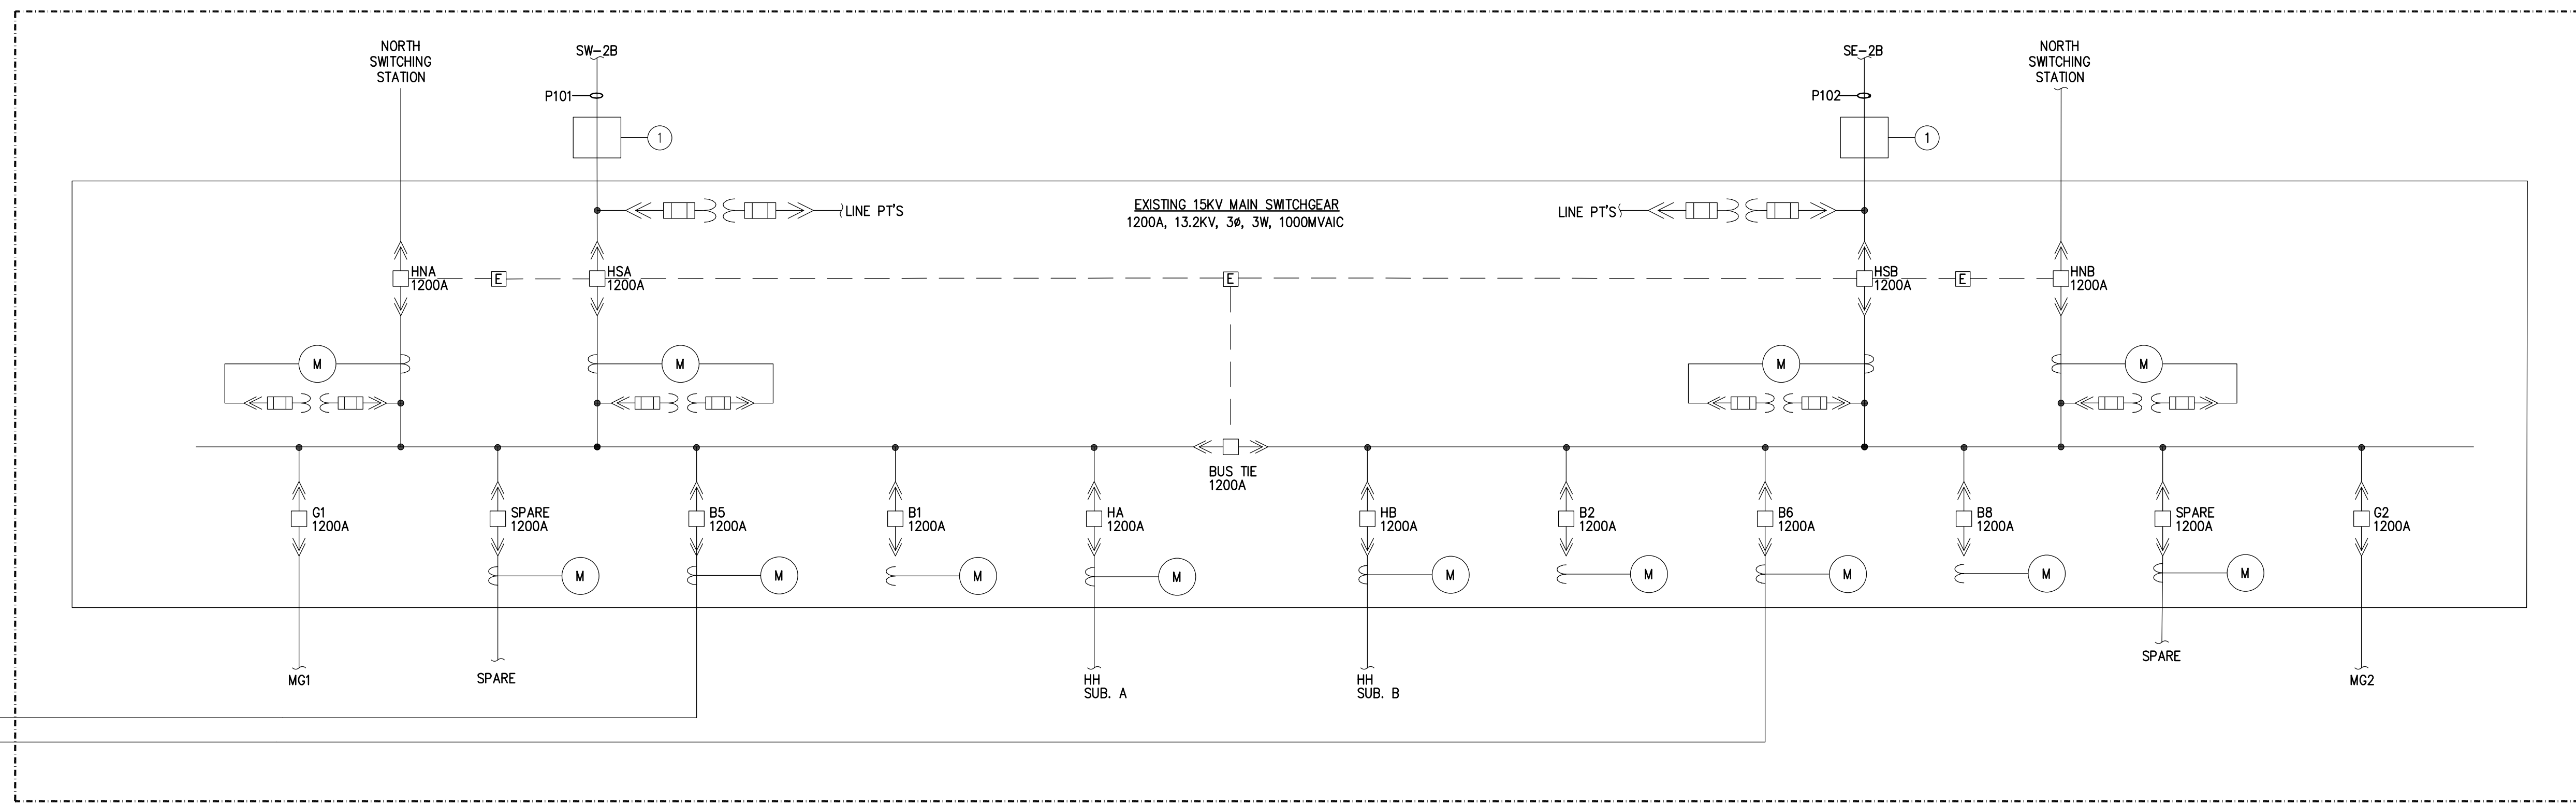 NORTH
SWITCHING
STATION
SW-2B
SE-2B
NORTH
SWITCHING
STATION
P101
P102
1
1
LINE PT'S
EXISTING 15KV MAIN SWITCHGEAR
1200A, 13.2KV, 3ø, 3W, 1000MVAIC
LINE PT'S
HNA
1200A
E
HSA
1200A
E
HSB
1200A
E
HNB
1200A
M
M
M
M
BUS TIE
1200A
G1
1200A
SPARE
1200A
B5
1200A
B1
1200A
HA
1200A
HB
1200A
B2
1200A
B6
1200A
B8
1200A
SPARE
1200A
G2
1200A
M
M
M
M
M
M
M
M
M
MG1
SPARE
HH
SUB. A
HH
SUB. B
SPARE
MG2